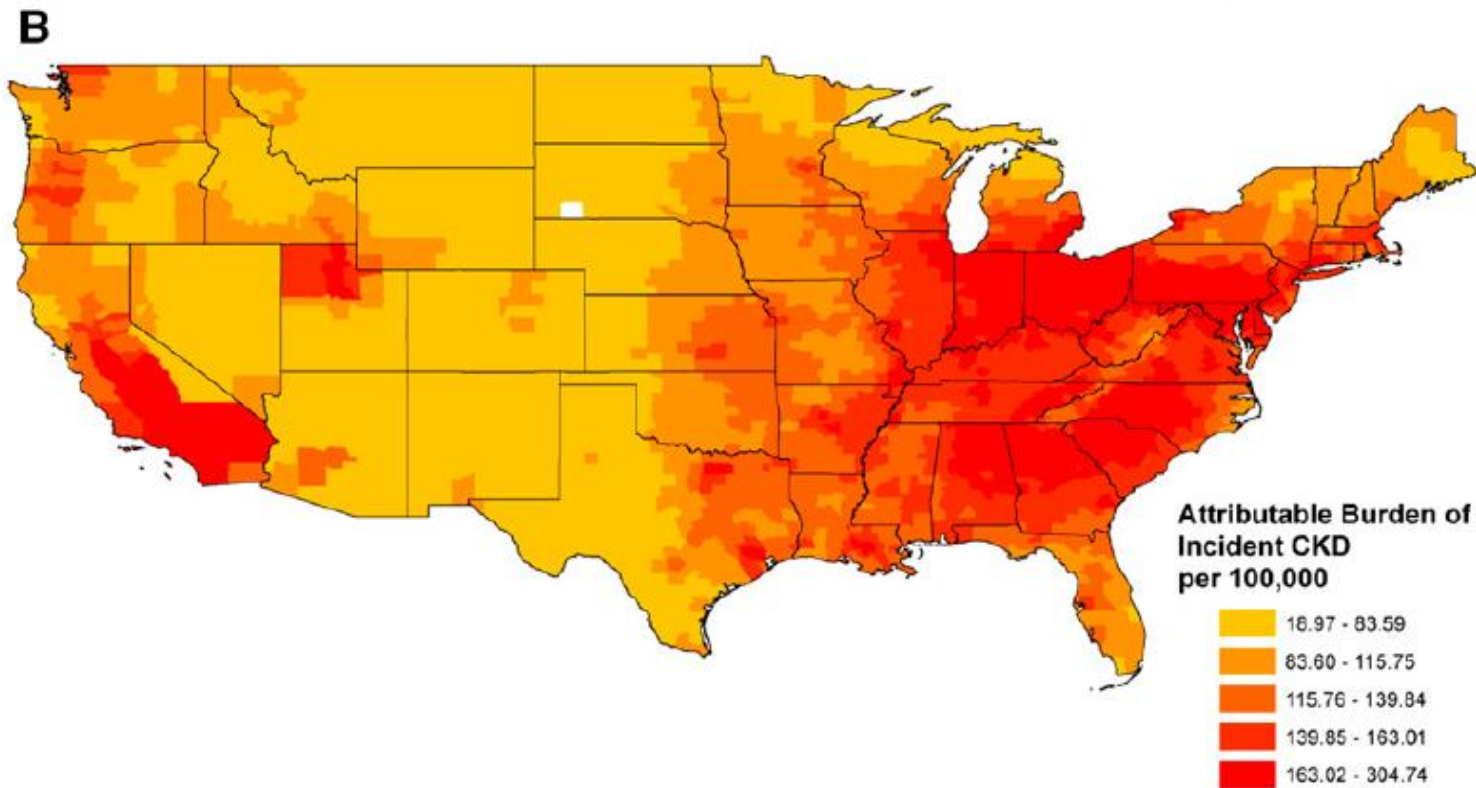 B
Attributable Burden of
Incident CKD
per 100,000
18.97 - 83.59
83.60 - 115.75
115.76 - 139.84
139.85 - 163.01
163.02 - 304.74